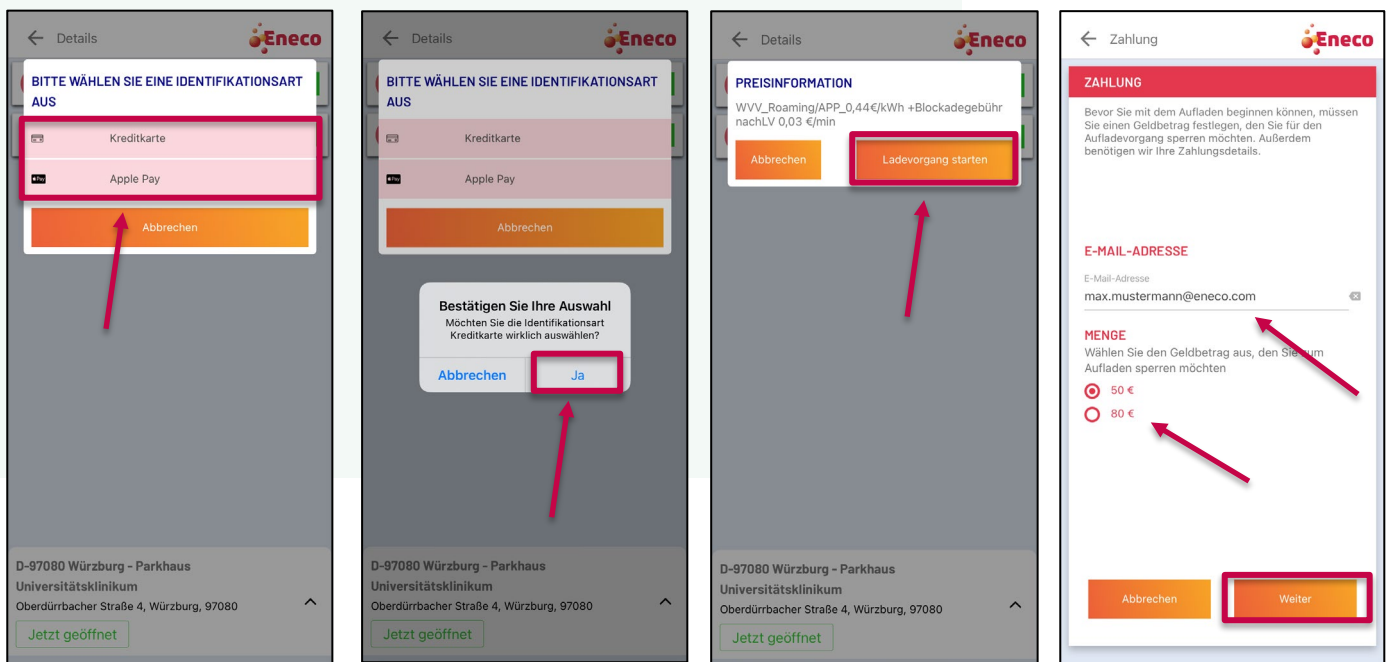 Details
Eneco
BITTE WÄHLEN SIE EINE IDENTIFIKATIONSART
AUS
Kreditkarte
Pay
Apple Pay
Abbrechen
D-97080 Würzburg - Parkhaus
Universitätsklinikum
Oberdürrbacher Straße 4, Würzburg, 97080
Jetzt geöffnet
Details
Eneco
BITTE WÄHLEN SIE EINE IDENTIFIKATIONSART
AUS
Kreditkarte
Pay
Apple Pay
Abbrechen
Bestätigen Sie Ihre Auswahl
Möchten Sie die Identifikationsart
Kreditkarte wirklich auswählen?
Abbrechen
Ja
D-97080 Würzburg - Parkhaus
Universitätsklinikum
Oberdürrbacher Straße 4, Würzburg, 97080
Jetzt geöffnet
Details
Eneco
PREISINFORMATION
WVV_Roaming/APP_0,44€/kWh +Blockadegebühr
nachLV 0,03 €/min
Abbrechen
Ladevorgang starten
D-97080 Würzburg - Parkhaus
Universitätsklinikum
Oberdürrbacher Straße 4, Würzburg, 97080
Jetzt geöffnet
Zahlung
Eneco
ZAHLUNG
Bevor Sie mit dem Aufladen beginnen können, müssen
Sie einen Geldbetrag festlegen, den Sie für den
Aufladevorgang sperren möchten. Außerdem
benötigen wir Ihre Zahlungsdetails.
E-MAIL-ADRESSE
E-Mail-Adresse
max.mustermann@eneco.com
MENGE
Wählen Sie den Geldbetrag aus, den Sie zum
Aufladen sperren möchten
50 €
80 €
Abbrechen
Weiter